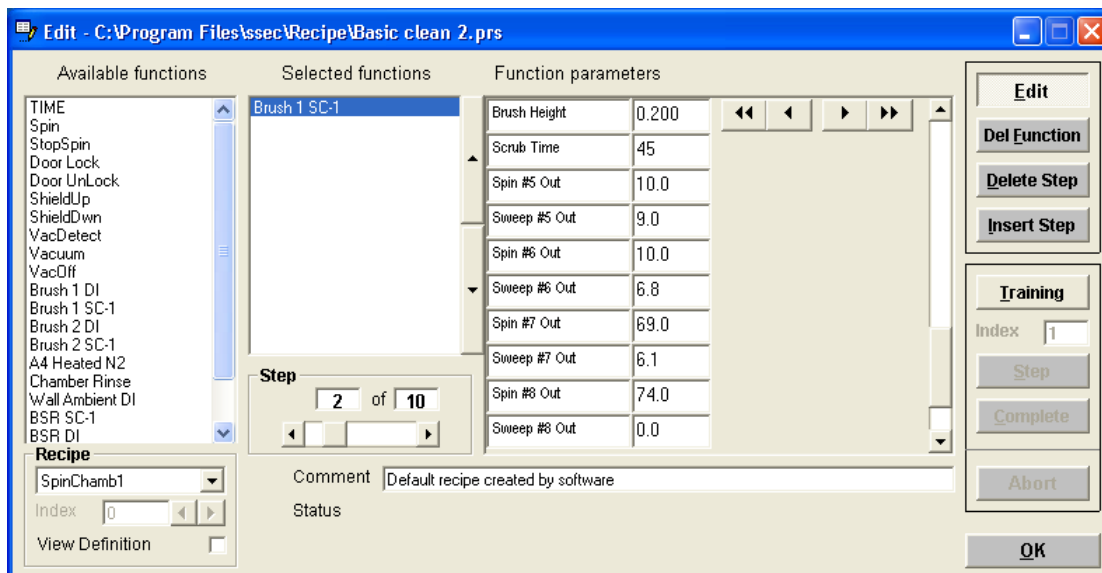 Edit - C:\Program Files\ssec\Recipe\Basic clean 2.prs
Available functions
TIME
Spin
StopSpin
Door Lock
Door UnLock
ShieldUp
ShieldDwn
VacDetect
Vacuum
VacOff
Brush 1 DI
Brush 1 SC-1
Brush 2 DI
Brush 2 SC-1
A4 Heated N2
Chamber Rinse
Wall Ambient DI
BSR SC-1
BSR DI
Recipe
SpinChamb1
Index 0
View Definition
Selected functions
Brush 1 SC-1
Step
2 of 10
Function parameters
Brush Height 0.200
Scrub Time 45
Spin #5 Out 10.0
Sweep #5 Out 9.0
Spin #6 Out 10.0
Sweep #6 Out 6.8
Spin #7 Out 69.0
Sweep #7 Out 6.1
Spin #8 Out 74.0
Sweep #8 Out 0.0
Comment Default recipe created by software
Status
Edit
Del Function
Delete Step
Insert Step
Training
Index 1
Step
Complete
Abort
OK